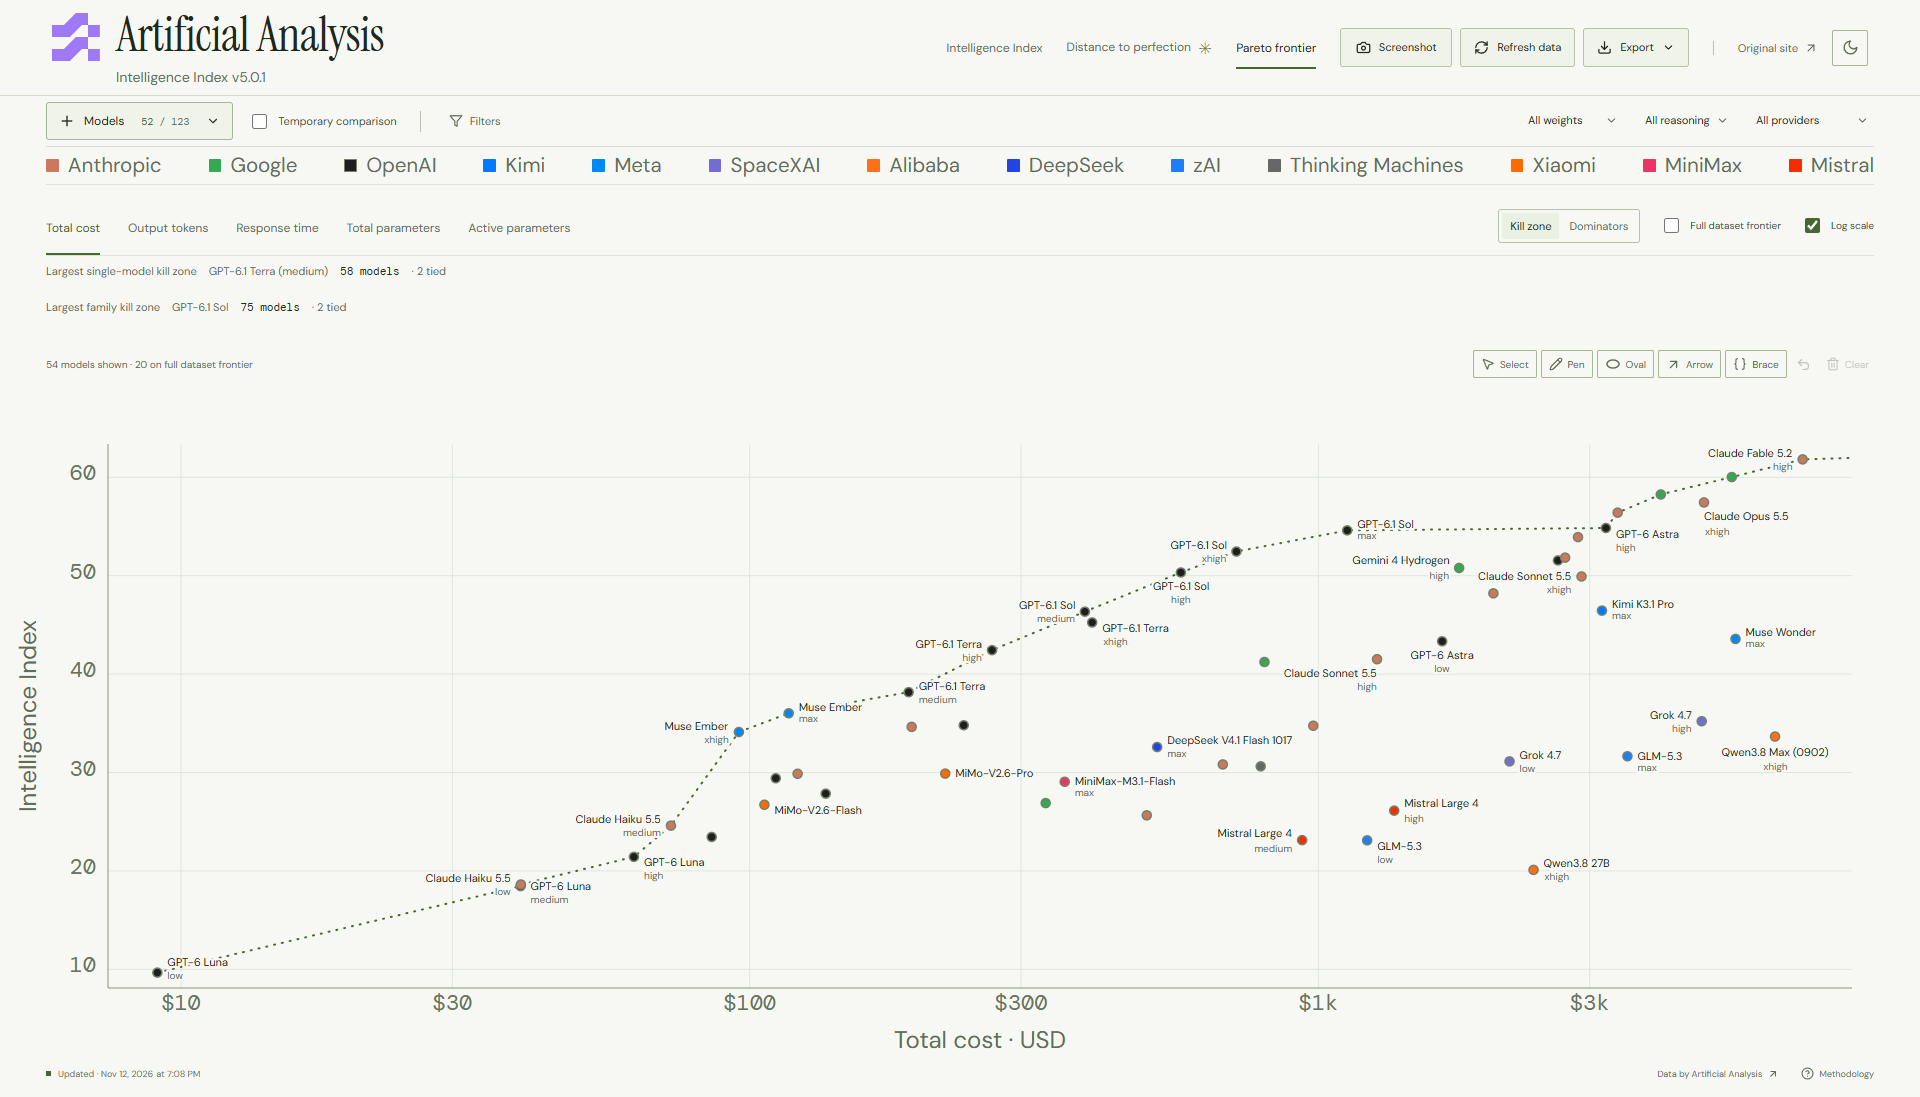 Artificial Analysis
Intelligence Index v5.0.1
Intelligence Index
Distance to perfection
Pareto frontier
Screenshot
Refresh data
Export
Original site
Models 52 / 123
Temporary comparison
Filters
All weights
All reasoning
All providers
Anthropic
Google
OpenAI
Kimi
Meta
SpaceXAI
Alibaba
DeepSeek
zAI
Thinking Machines
Xiaomi
MiniMax
Mistral
Total cost
Output tokens
Response time
Total parameters
Active parameters
Kill zone
Dominators
Full dataset frontier
Log scale
Largest single-model kill zone GPT-6.1 Terra (medium) 58 models · 2 tied
Largest family kill zone GPT-6.1 Sol 75 models · 2 tied
54 models shown · 20 on full dataset frontier
Select
Pen
Oval
Arrow
Brace
Clear
Intelligence Index
60
50
40
30
20
10
Claude Fable 5.2
high
Claude Opus 5.5
xhigh
GPT-6.1 Sol
max
GPT-6 Astra
high
GPT-6.1 Sol
xhigh
Gemini 4 Hydrogen
high
Claude Sonnet 5.5
xhigh
GPT-6.1 Sol
high
GPT-6.1 Sol
medium
Kimi K3.1 Pro
max
GPT-6.1 Terra
xhigh
Muse Wonder
max
GPT-6.1 Terra
high
GPT-6 Astra
low
Claude Sonnet 5.5
high
GPT-6.1 Terra
medium
Muse Ember
max
Grok 4.7
high
Muse Ember
xhigh
DeepSeek V4.1 Flash 1017
max
Qwen3.8 Max (0902)
xhigh
Grok 4.7
low
GLM-5.3
max
MiMo-V2.6-Pro
MiniMax-M3.1-Flash
max
MiMo-V2.6-Flash
Mistral Large 4
high
Claude Haiku 5.5
medium
Mistral Large 4
medium
GLM-5.3
low
GPT-6 Luna
high
Qwen3.8 27B
xhigh
Claude Haiku 5.5
low
GPT-6 Luna
medium
GPT-6 Luna
low
$10
$30
$100
$300
$1k
$3k
Total cost · USD
Updated · Nov 12, 2026 at 7:08 PM
Data by Artificial Analysis
Methodology